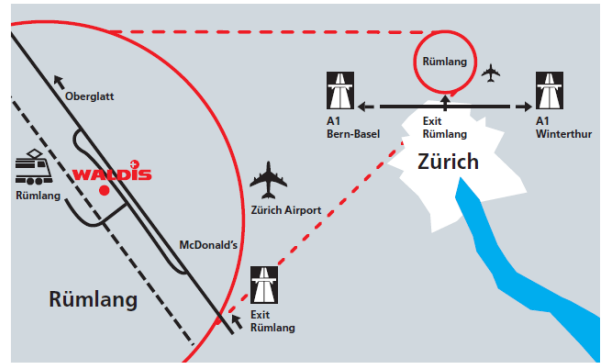 Oberglatt
Rümlang
WALDIS
Zürich Airport
McDonald's
Rümlang
Exit
Rümlang
Rümlang
A1
Bern-Basel
Exit
Rümlang
A1
Winterthur
Zürich